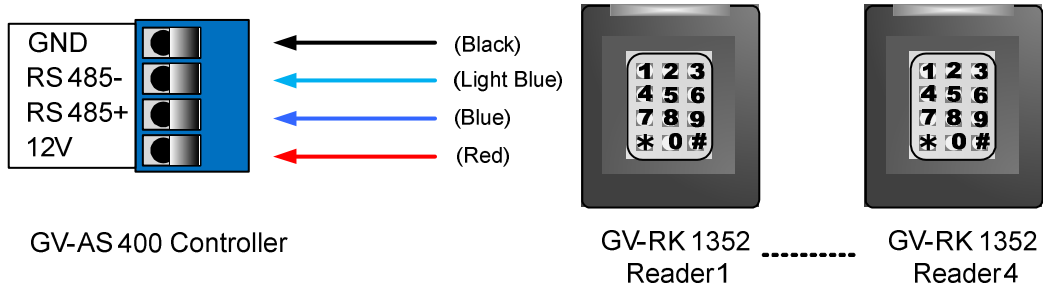 GND
RS 485-
RS 485+
12V
(Black)
(Light Blue)
(Blue)
(Red)
GV-AS 400 Controller
1 2 3
4 5 6
7 8 9
* 0 #
GV-RK 1352
Reader 1
1 2 3
4 5 6
7 8 9
* 0 #
GV-RK 1352
Reader 4